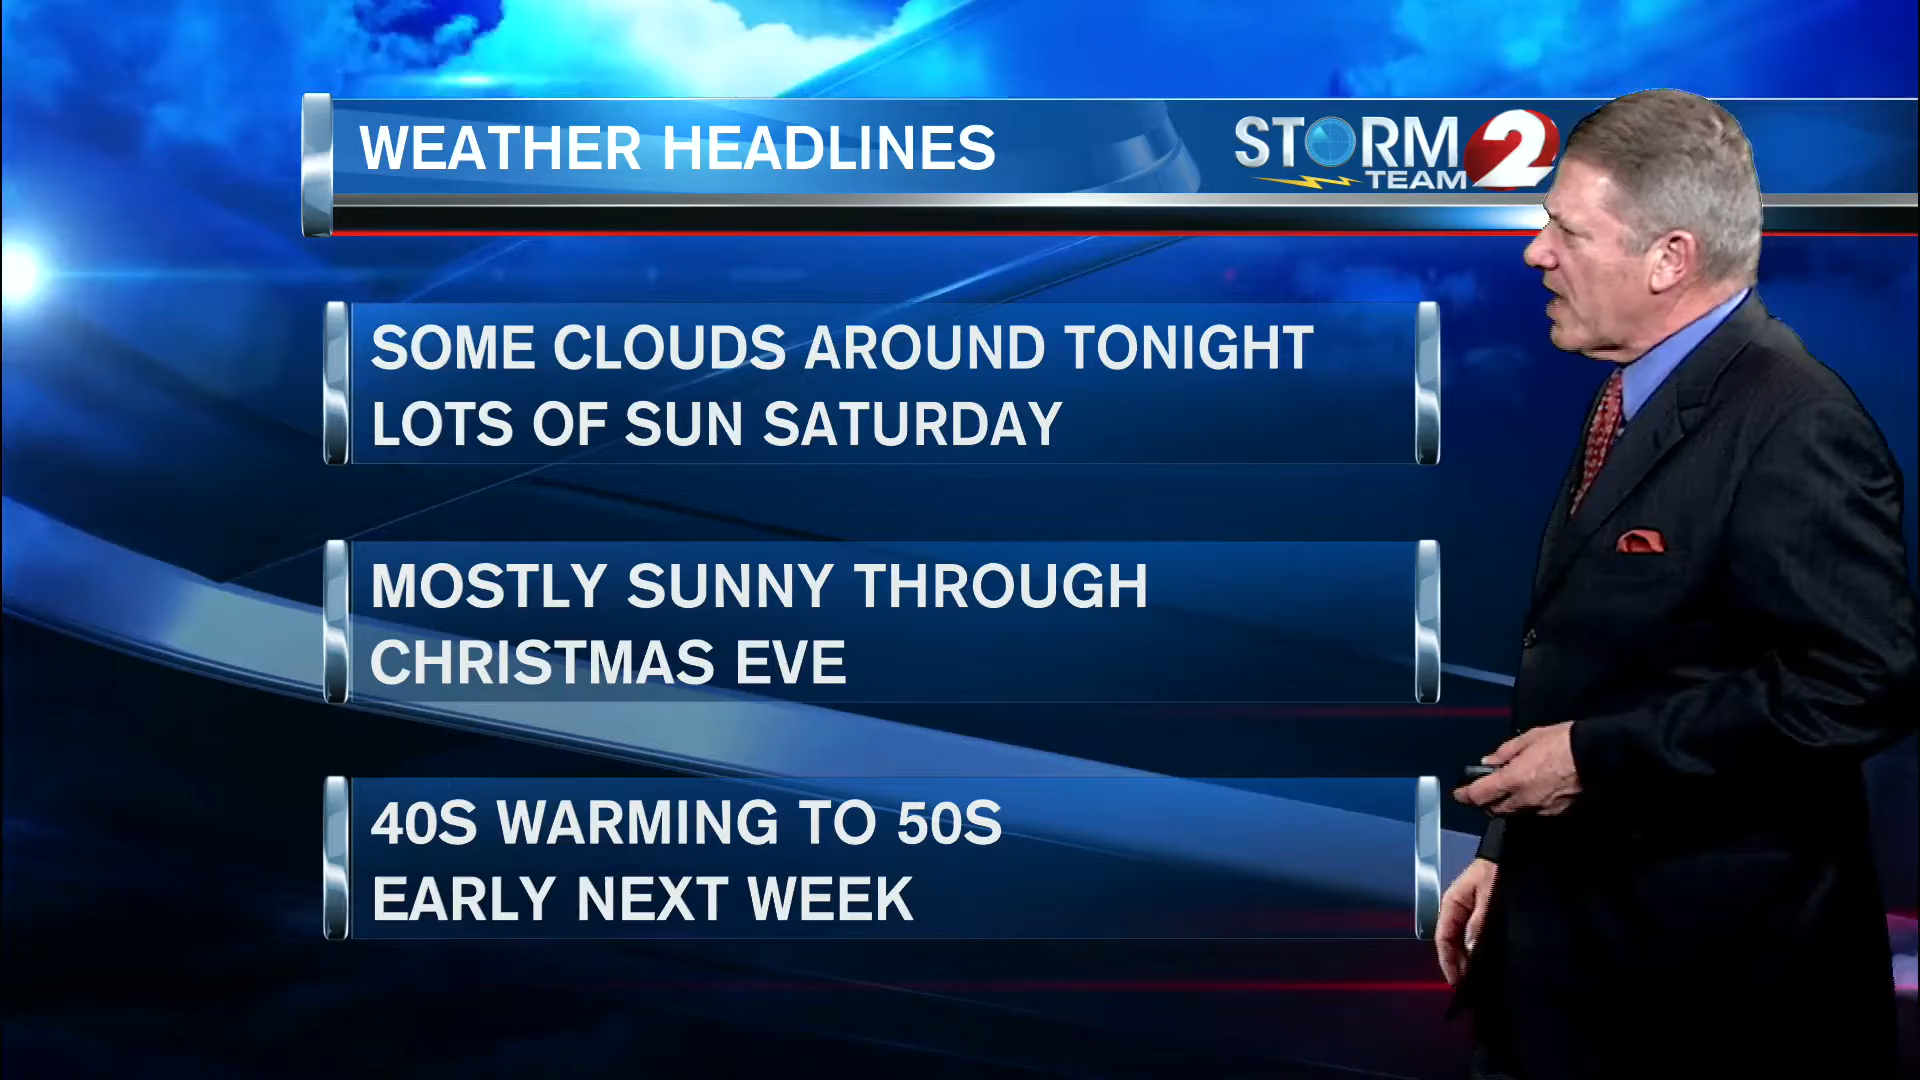 WEATHER HEADLINES
STORM
TEAM 2
SOME CLOUDS AROUND TONIGHT
LOTS OF SUN SATURDAY
MOSTLY SUNNY THROUGH
CHRISTMAS EVE
40S WARMING TO 50S
EARLY NEXT WEEK